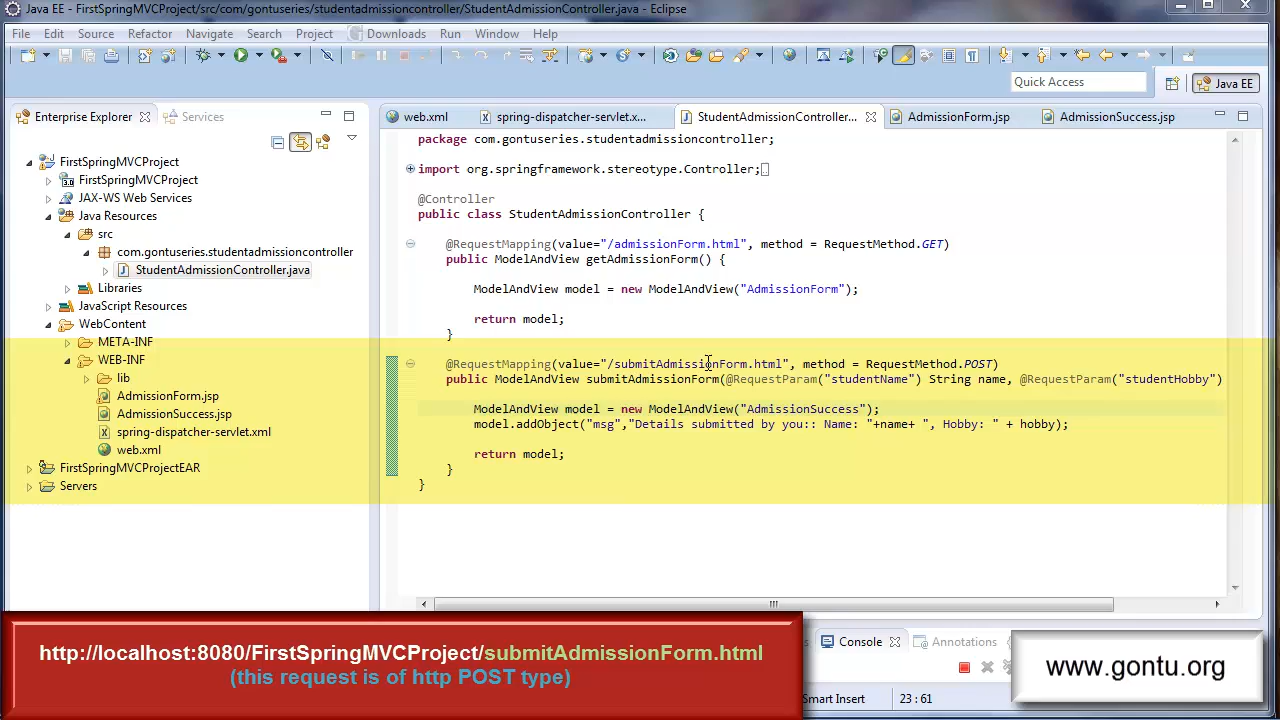 Java EE - FirstSpringMVCProject/src/com/gontuseries/studentadmissioncontroller/StudentAdmissionController.java - Eclipse
File Edit Source Refactor Navigate Search Project Downloads Run Window Help
Quick Access
Java EE
Enterprise Explorer
Services
web.xml
spring-dispatcher-servlet.x...
StudentAdmissionController...
AdmissionForm.jsp
AdmissionSuccess.jsp
FirstSpringMVCProject
FirstSpringMVCProject
JAX-WS Web Services
Java Resources
src
com.gontuseries.studentadmissioncontroller
StudentAdmissionController.java
Libraries
JavaScript Resources
WebContent
META-INF
WEB-INF
lib
AdmissionForm.jsp
AdmissionSuccess.jsp
spring-dispatcher-servlet.xml
web.xml
FirstSpringMVCProjectEAR
Servers
package com.gontuseries.studentadmissioncontroller;
import org.springframework.stereotype.Controller;
@Controller
public class StudentAdmissionController {
@RequestMapping(value="/admissionForm.html", method = RequestMethod.GET)
public ModelAndView getAdmissionForm() {
ModelAndView model = new ModelAndView("AdmissionForm");
return model;
}
@RequestMapping(value="/submitAdmissionForm.html", method = RequestMethod.POST)
public ModelAndView submitAdmissionForm(@RequestParam("studentName") String name, @RequestParam("studentHobby")
ModelAndView model = new ModelAndView("AdmissionSuccess");
model.addObject("msg","Details submitted by you:: Name: "+name+ ", Hobby: " + hobby);
return model;
}
}
http://localhost:8080/FirstSpringMVCProject/submitAdmissionForm.html
(this request is of http POST type)
Console
Annotations
www.gontu.org
Smart Insert
23 : 61